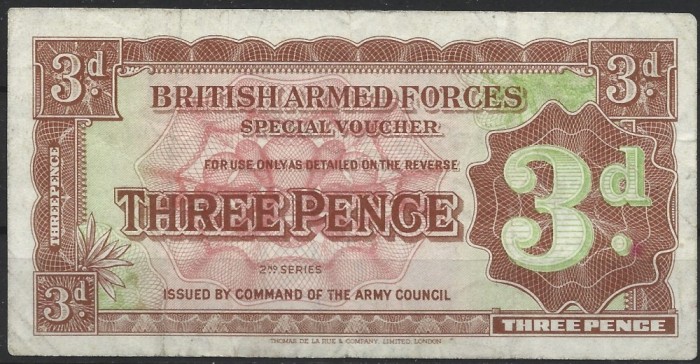 3d 3d
BRITISH ARMED FORCES
SPECIAL VOUCHER
FOR USE ONLY AS DETAILED ON THE REVERSE
THREEPENCE
THREE PENCE
3d
2ND SERIES
3d
ISSUED BY COMMAND OF THE ARMY COUNCIL
THREE PENCE
THOMAS DE LA RUE & COMPANY, LIMITED, LONDON.